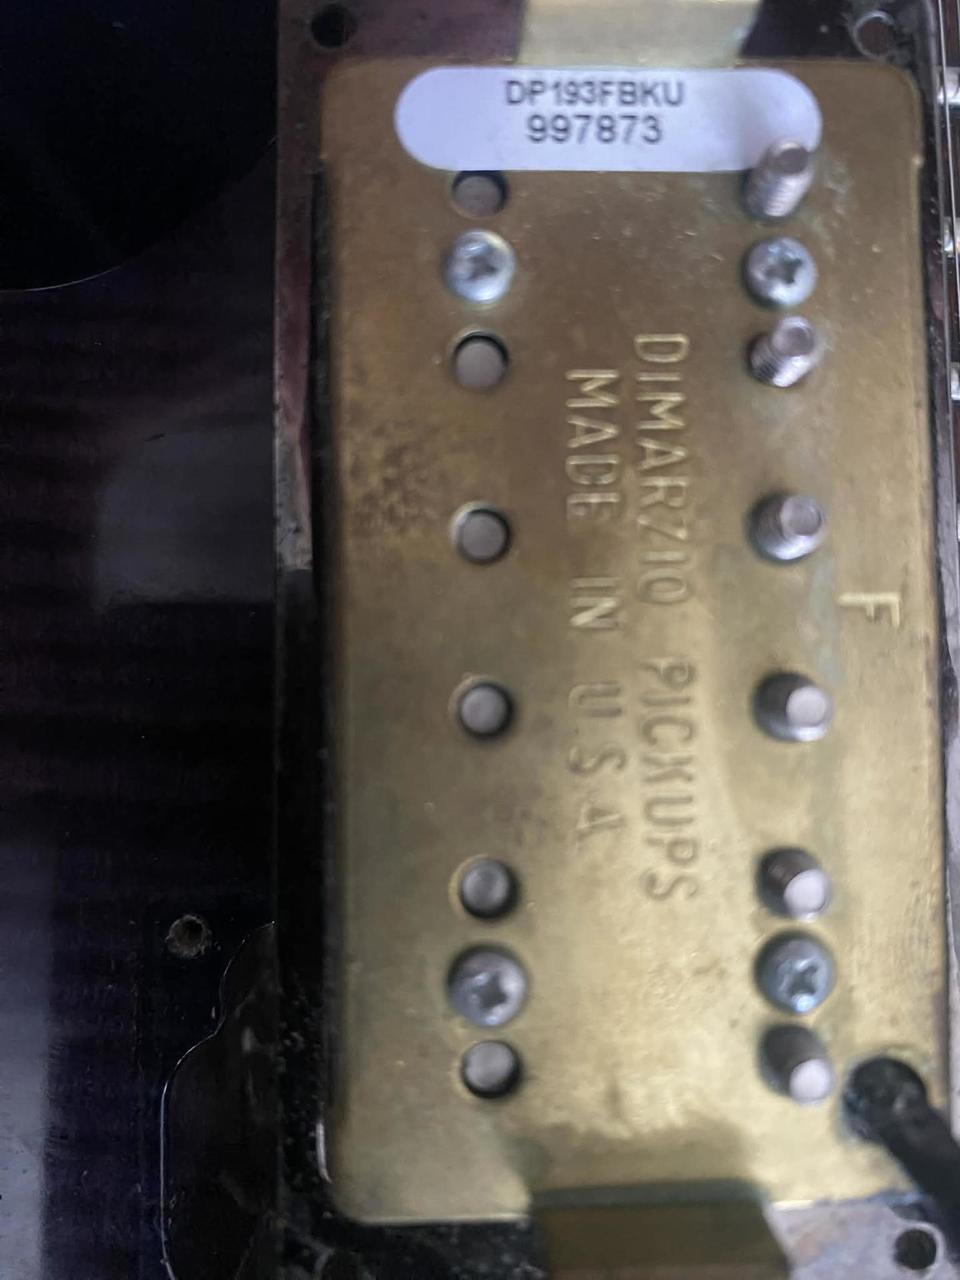 DP193FBKU
997873
DIMARZIO PICKUPS
MADE IN U.S.A
F